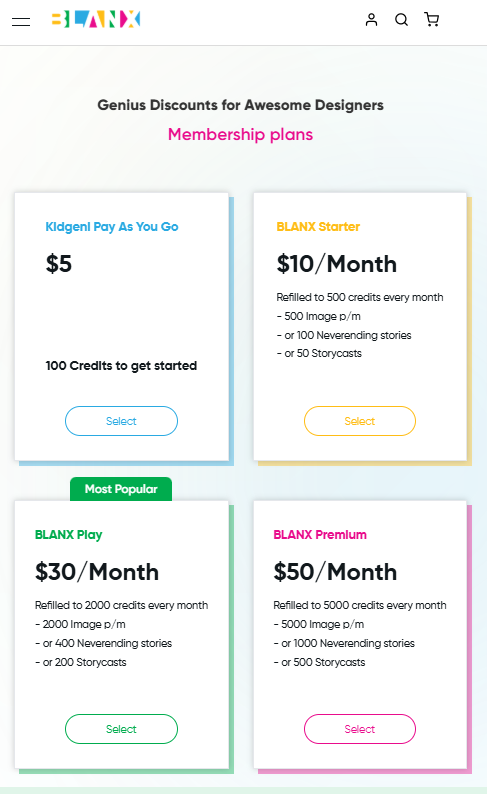 BLANX
Genius Discounts for Awesome Designers
Membership plans
Kidgeni Pay As You Go
$5
100 Credits to get started
Select
BLANX Starter
$10/Month
Refilled to 500 credits every month
- 500 Image p/m
- or 100 Neverending stories
- or 50 Storycasts
Select
Most Popular
BLANX Play
$30/Month
Refilled to 2000 credits every month
- 2000 Image p/m
- or 400 Neverending stories
- or 200 Storycasts
Select
BLANX Premium
$50/Month
Refilled to 5000 credits every month
- 5000 Image p/m
- or 1000 Neverending stories
- or 500 Storycasts
Select